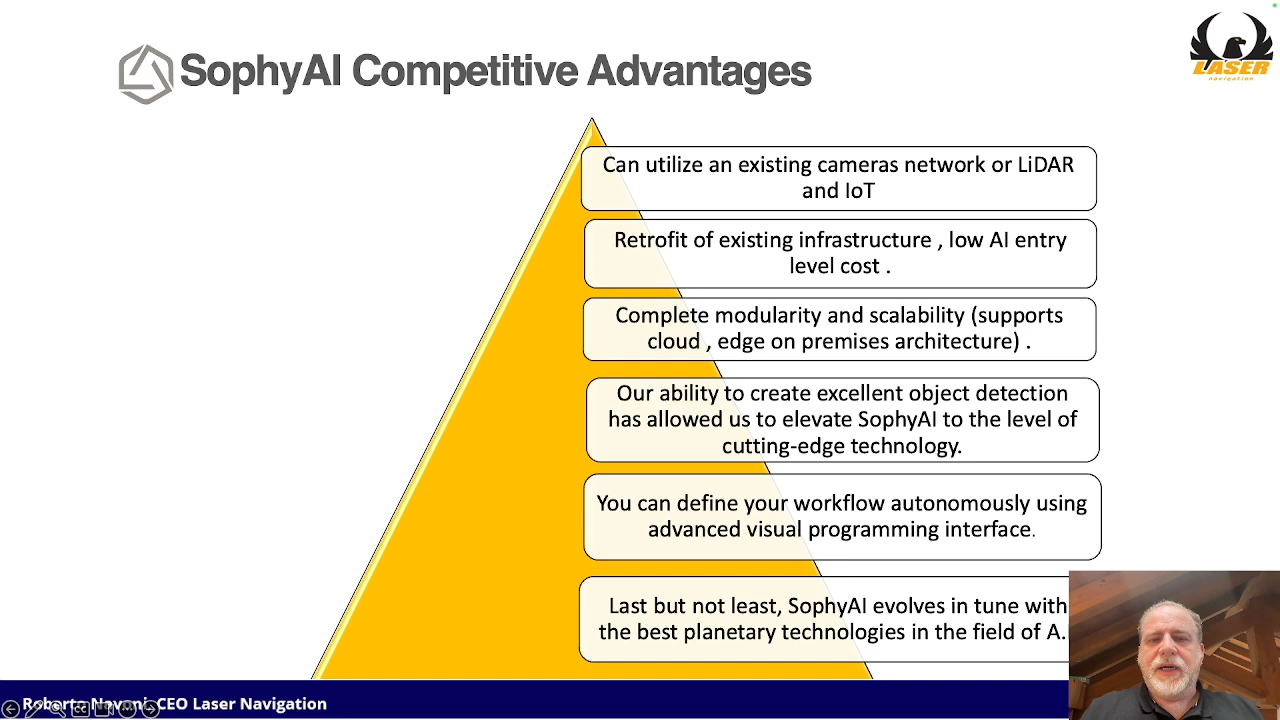 SophyAI Competitive Advantages
LASER
navigation
Can utilize an existing cameras network or LiDAR
and IoT
Retrofit of existing infrastructure , low AI entry
level cost .
Complete modularity and scalability (supports
cloud , edge on premises architecture) .
Our ability to create excellent object detection
has allowed us to elevate SophyAI to the level of
cutting-edge technology.
You can define your workflow autonomously using
advanced visual programming interface.
Last but not least, SophyAI evolves in tune with
the best planetary technologies in the field of A.
Roberto CEO Laser Navigation